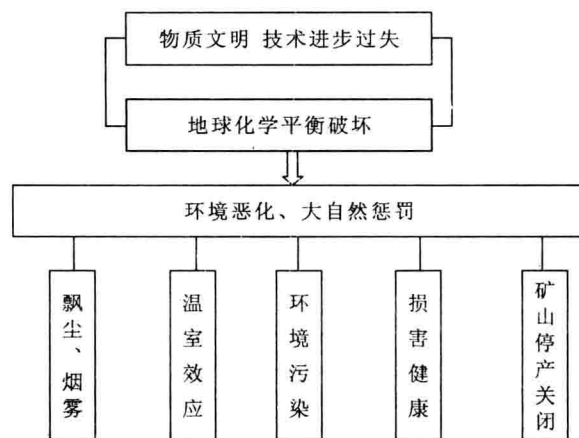 物质文明 技术进步过失
地球化学平衡破坏
环境恶化、大自然惩罚
飘尘、烟雾
温室效应
环境污染
损害健康
矿山停产关闭